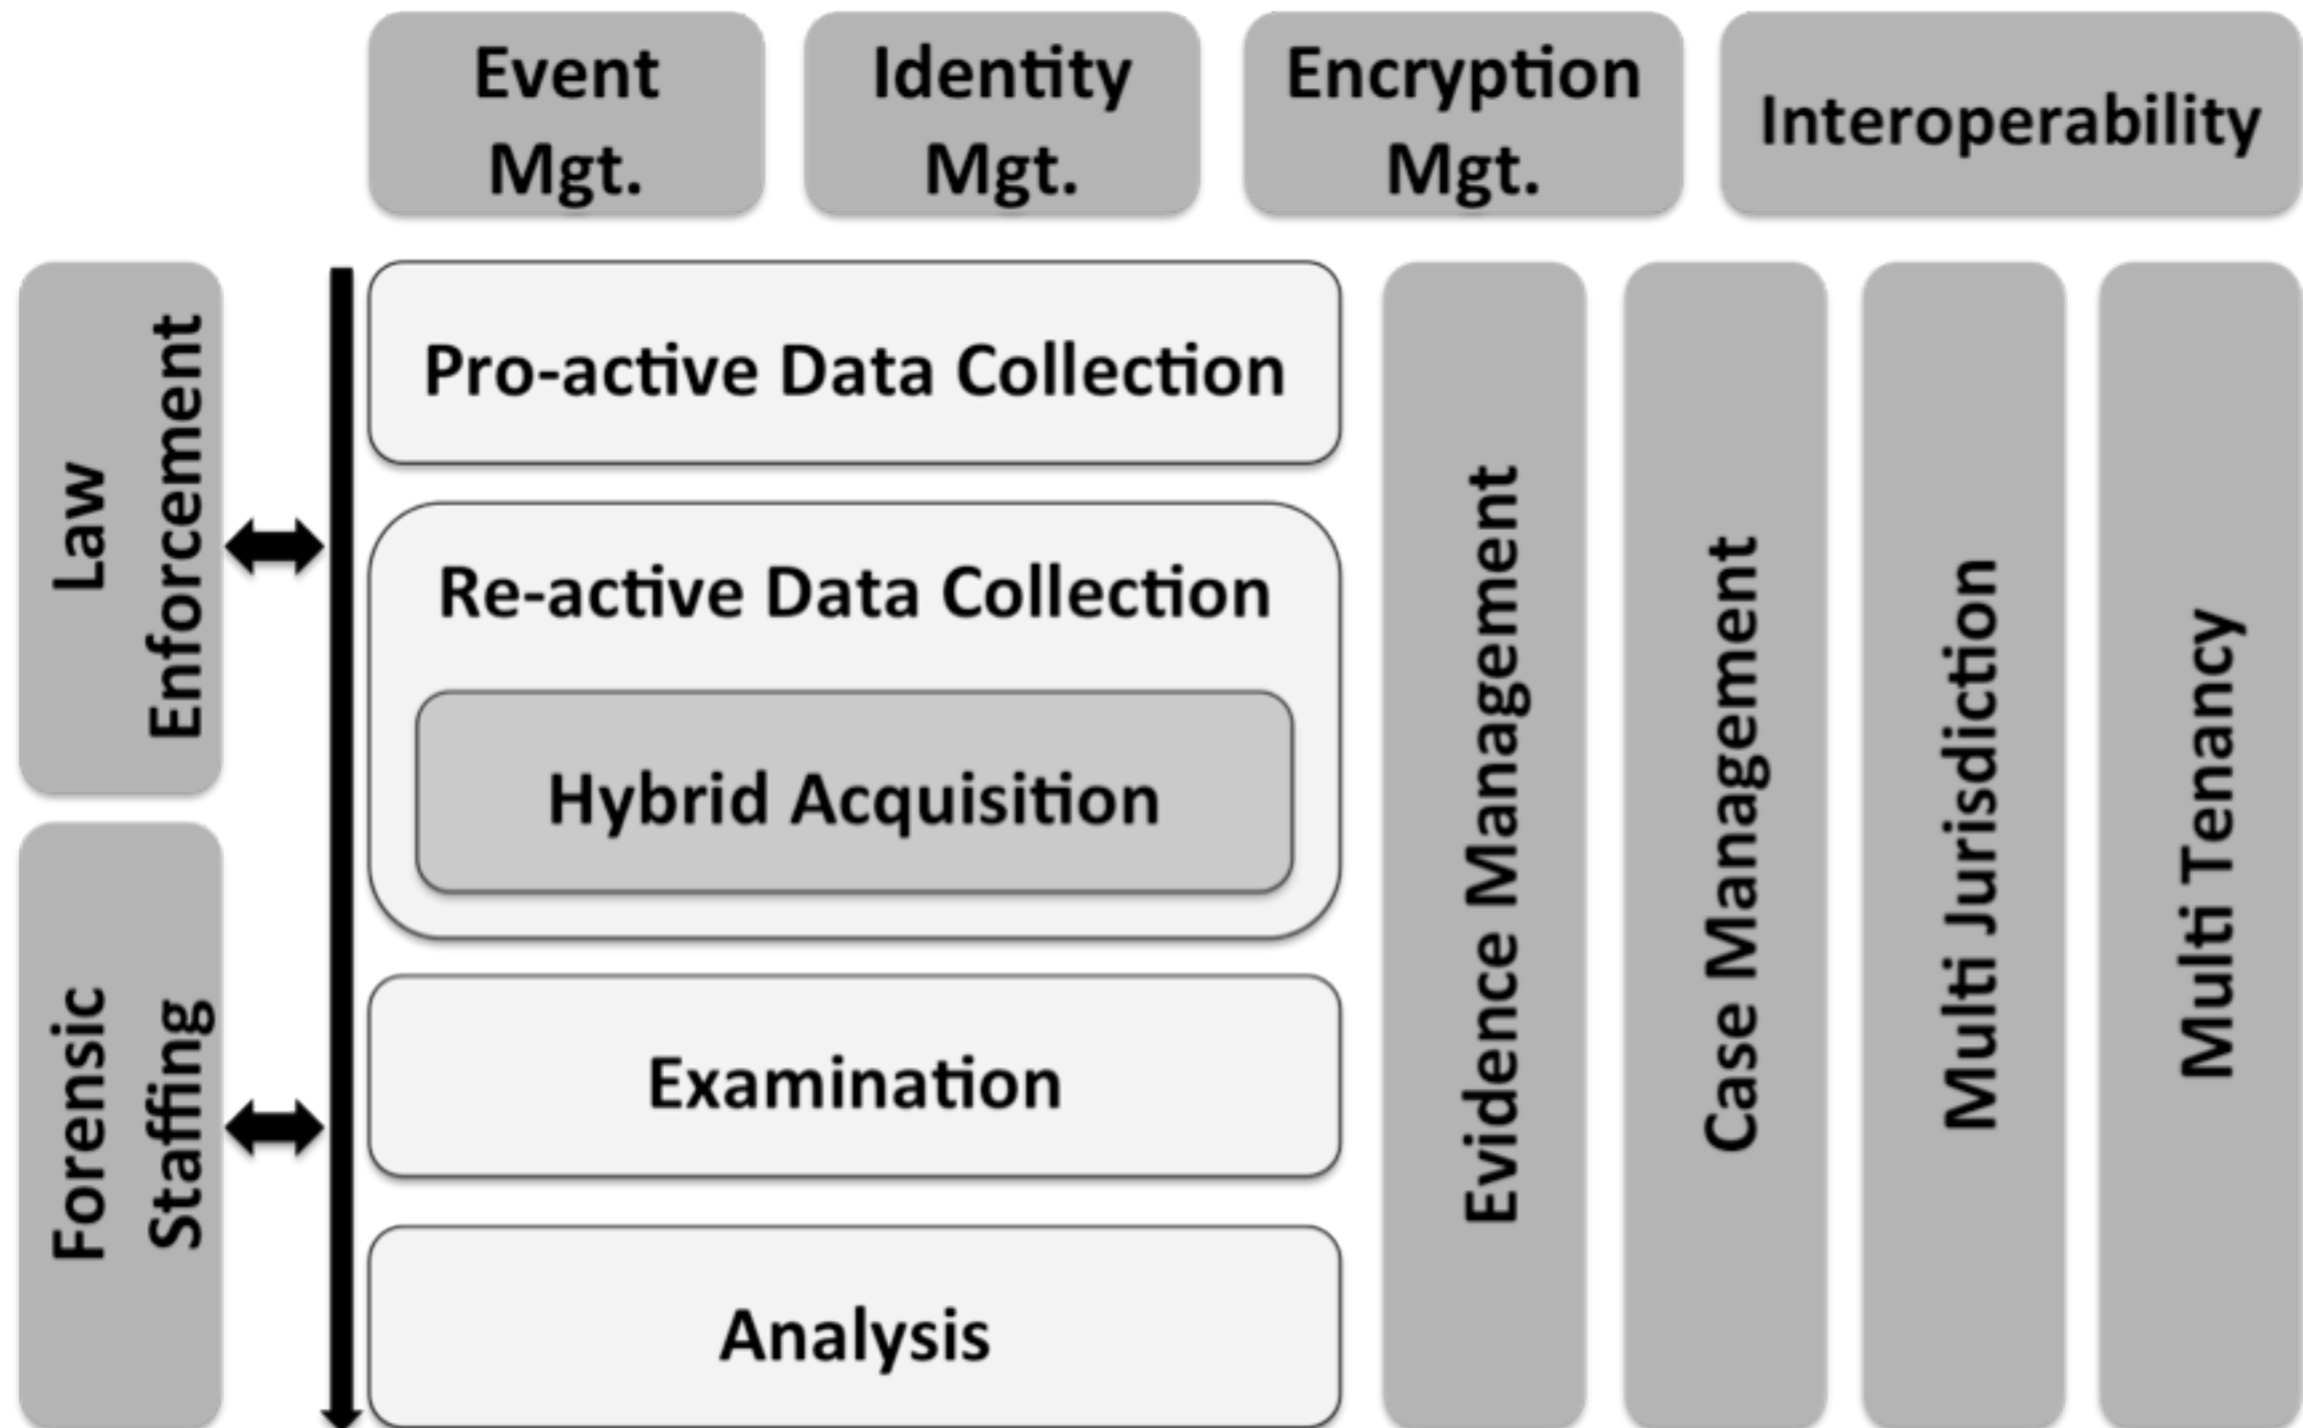 Event
Mgt.
Identity
Mgt.
Encryption
Mgt.
Interoperability
Law
Enforcement
Pro-active Data Collection
Re-active Data Collection
Hybrid Acquisition
Forensic
Staffing
Examination
Analysis
Evidence Management
Case Management
Multi Jurisdiction
Multi Tenancy